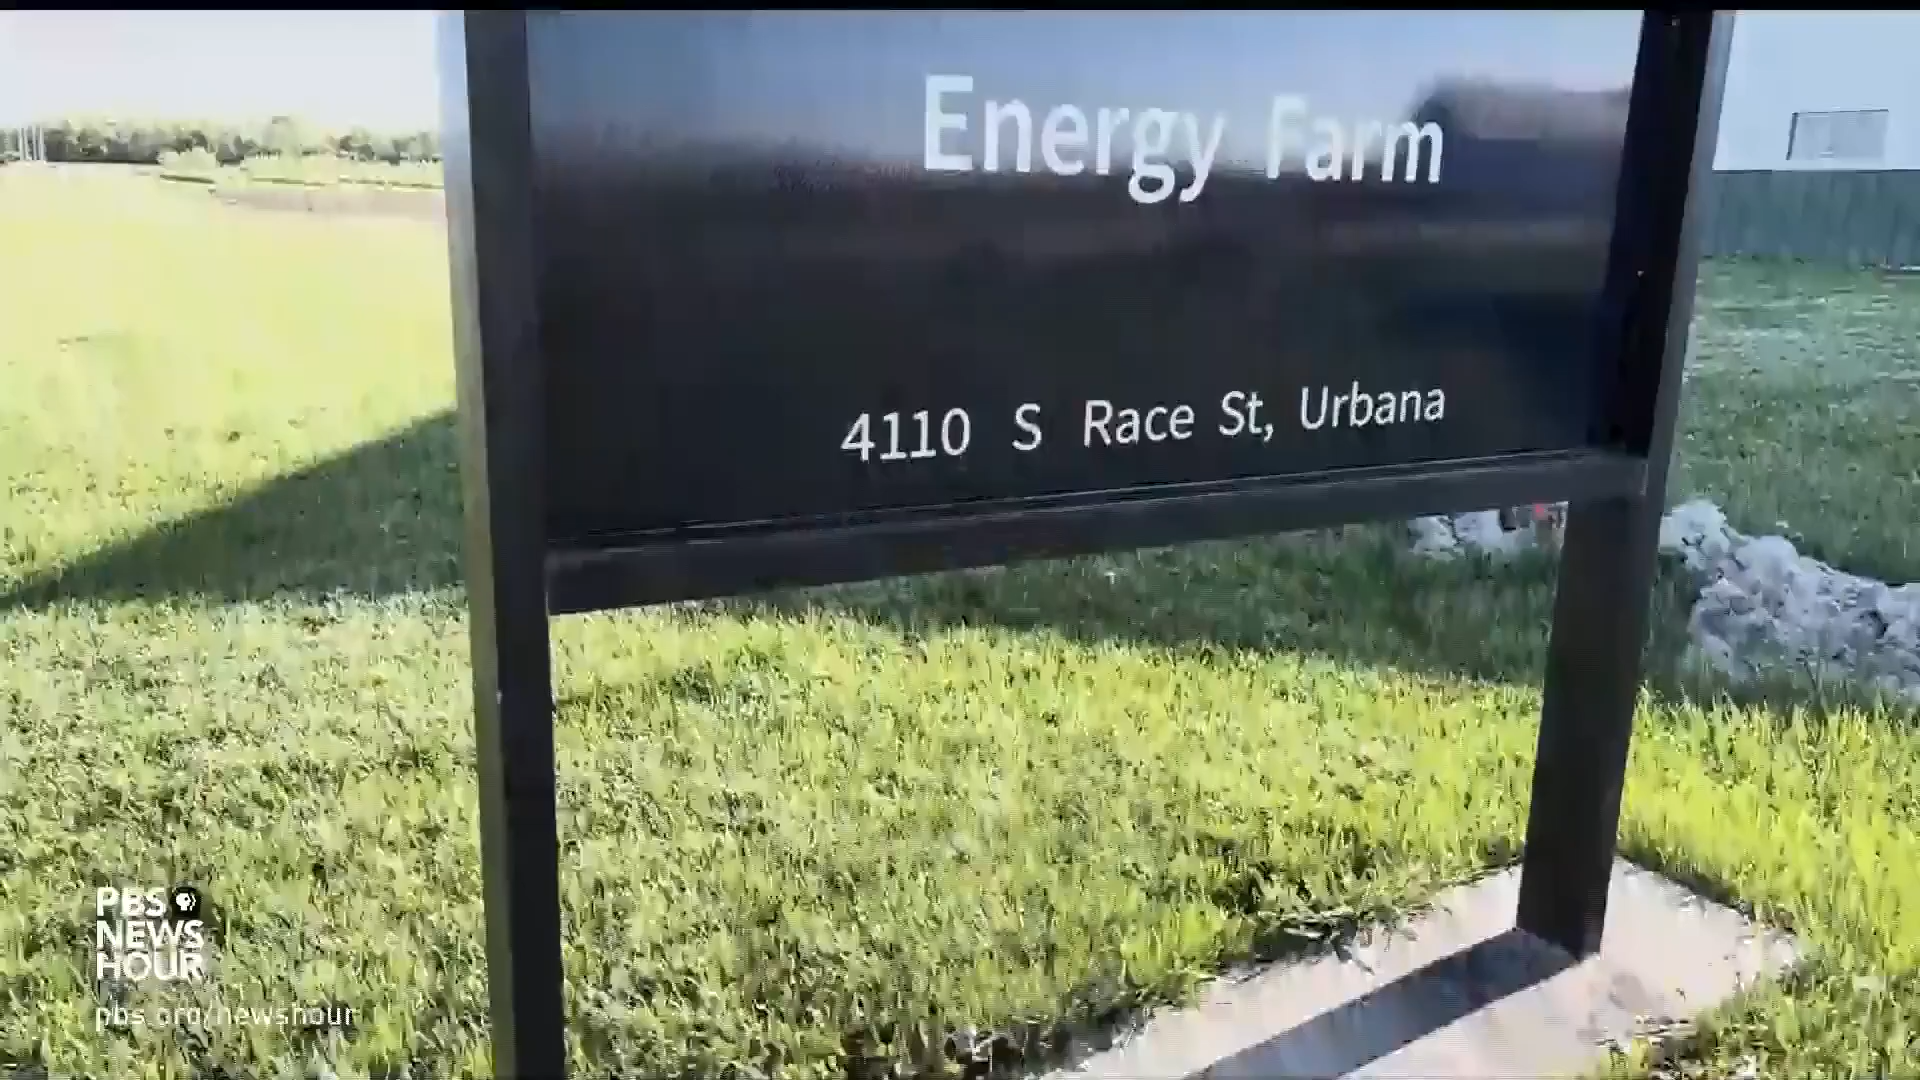 Energy Farm
4110 S Race St, Urbana
PBS
NEWS
HOUR
pbs.org/newshour